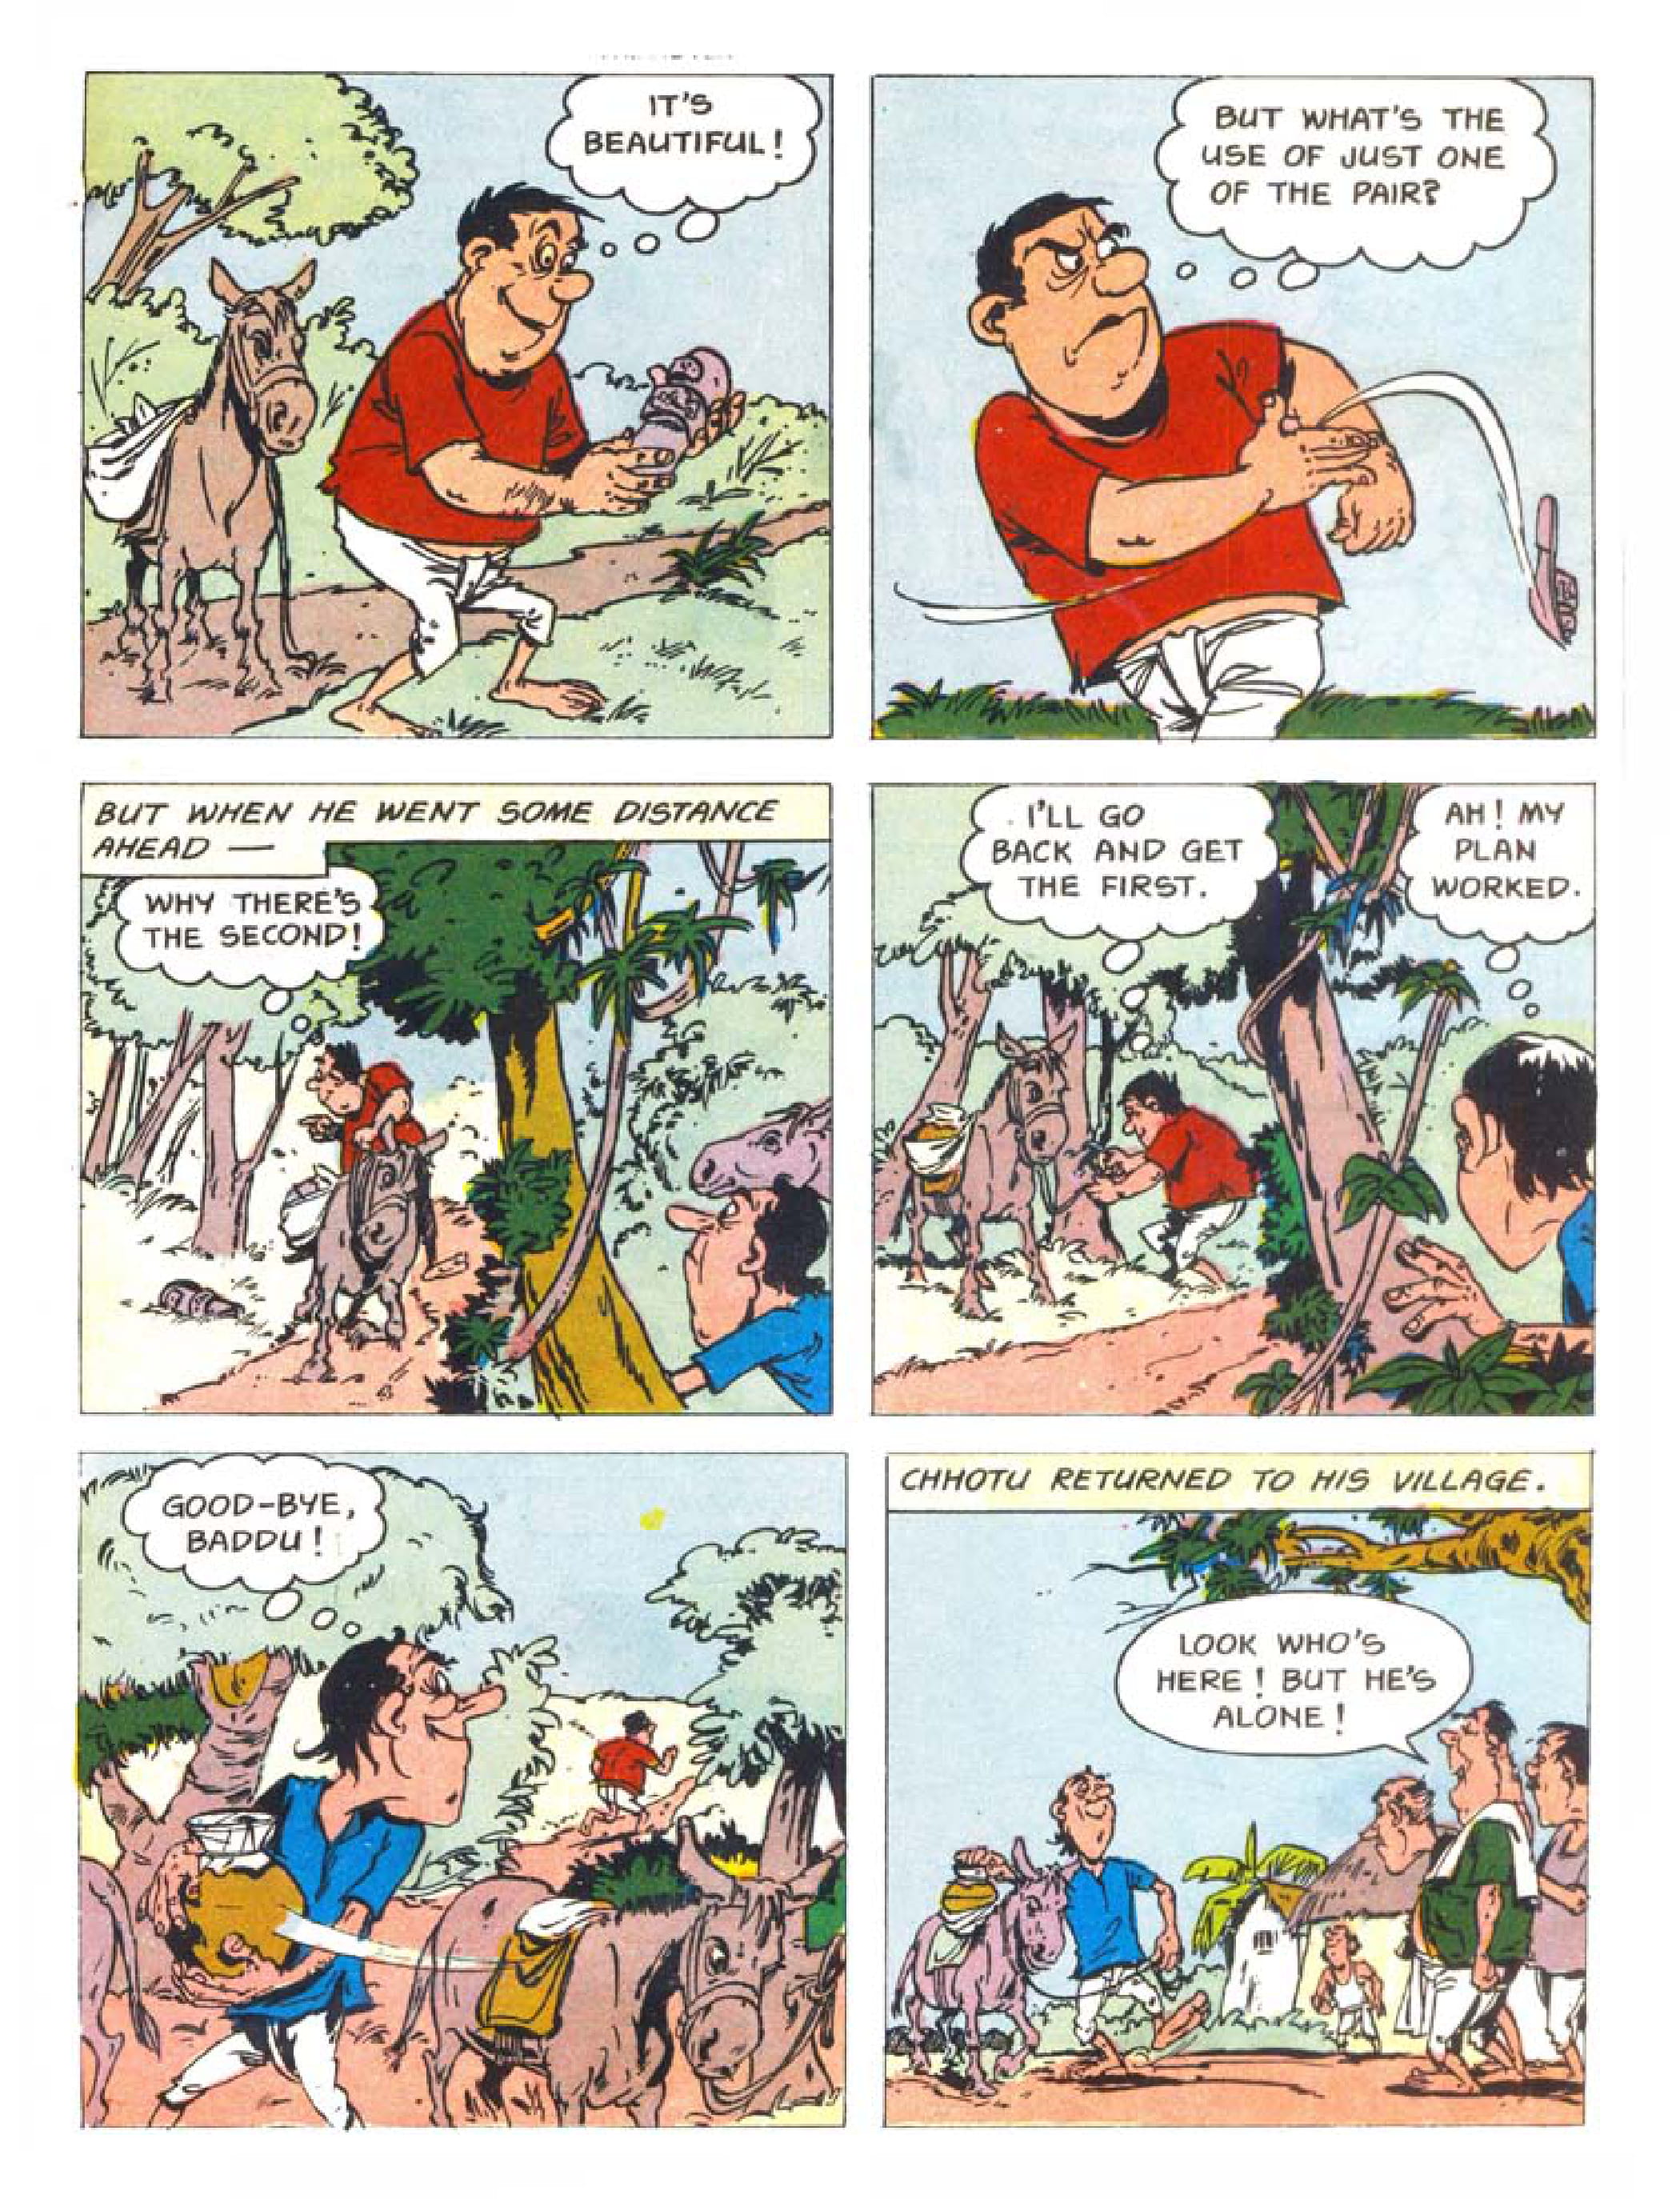 IT'S
BEAUTIFUL!
BUT WHAT'S THE
USE OF JUST ONE
OF THE PAIR?
BUT WHEN HE WENT SOME DISTANCE
AHEAD —
WHY THERE'S
THE SECOND!
I'LL GO
BACK AND GET
THE FIRST.
AH! MY
PLAN
WORKED.
GOOD-BYE,
BADDU!
CHHOTU RETURNED TO HIS VILLAGE.
LOOK WHO'S
HERE! BUT HE'S
ALONE!